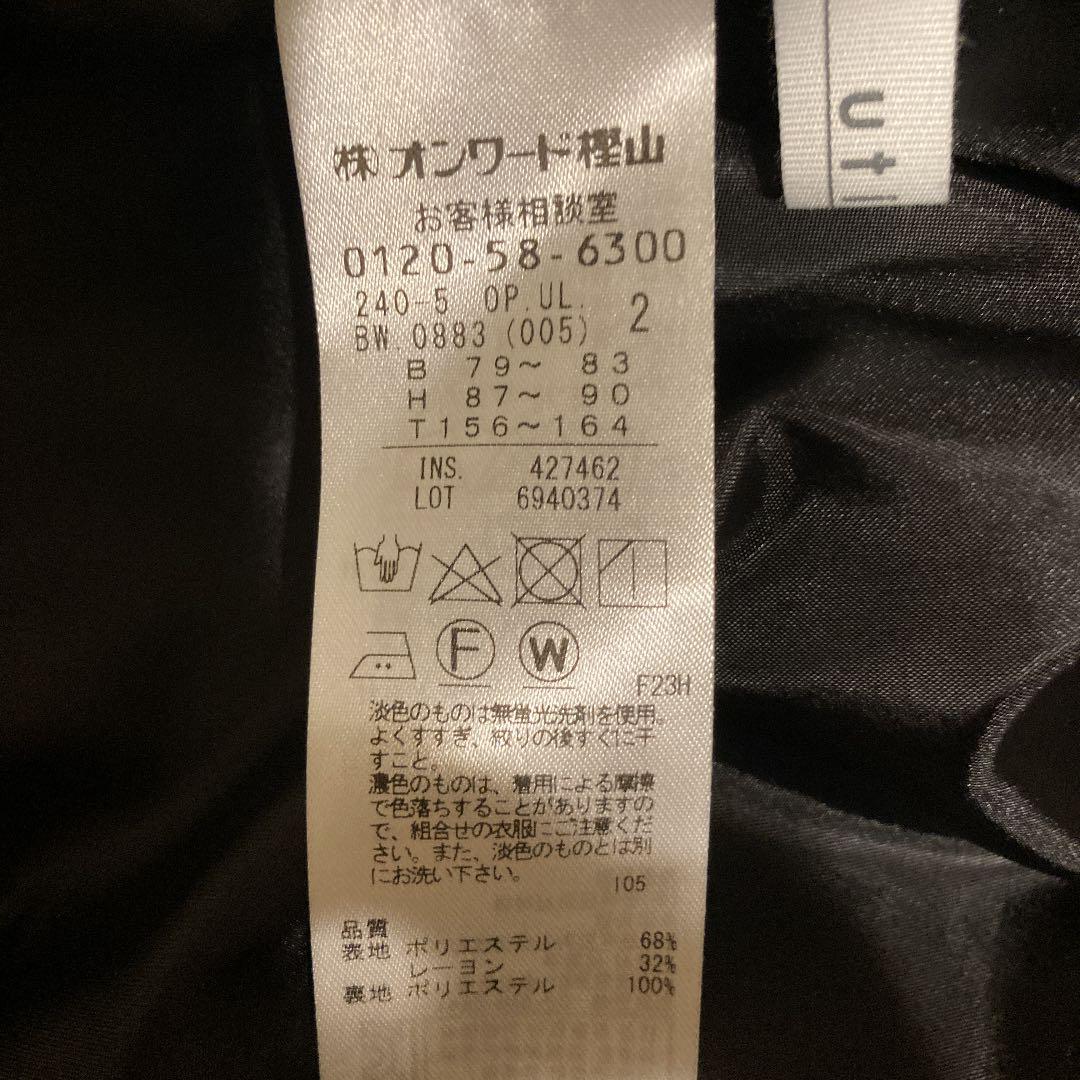 ㈱オンワード樫山
お客様相談室
0120-58-6300
240-5 OP.UL. 2
BW.0883 (005)
B 79～ 83
H 87～ 90
T156～164
INS. 427462
LOT 6940374
F
W
F23H
淡色のものは無蛍光洗剤を使用。
よくすすぎ、絞りの後すぐに干
すこと。
濃色のものは、着用による摩擦
で色落ちすることがありますの
で、組合せの衣服にご注意くだ
さい。また、淡色のものとは別
にお洗い下さい。
I05
品質
表地 ポリエステル 68%
レーヨン 32%
裏地 ポリエステル 100%
ut